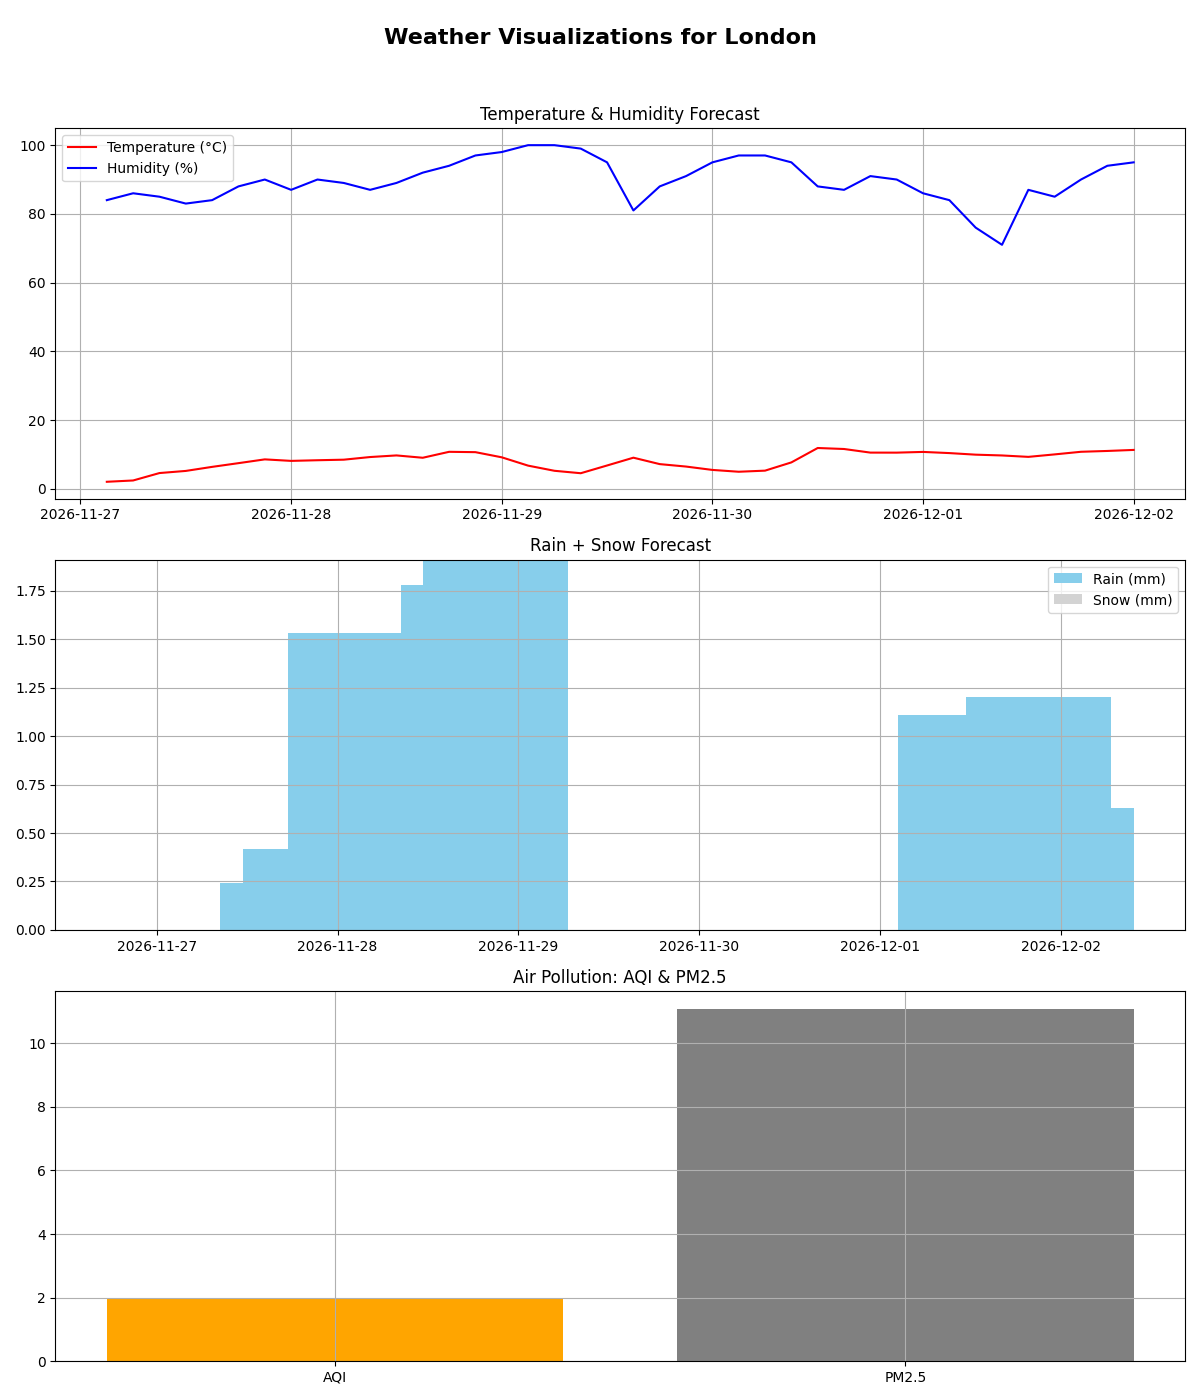 Weather Visualizations for London
Temperature & Humidity Forecast
Temperature (°C)
Humidity (%)
100
80
60
40
20
0
2026-11-27 2026-11-28 2026-11-29 2026-11-30 2026-12-01 2026-12-02
Rain + Snow Forecast
Rain (mm)
Snow (mm)
1.75
1.50
1.25
1.00
0.75
0.50
0.25
0.00
2026-11-27 2026-11-28 2026-11-29 2026-11-30 2026-12-01 2026-12-02
Air Pollution: AQI & PM2.5
10
8
6
4
2
0
AQI PM2.5